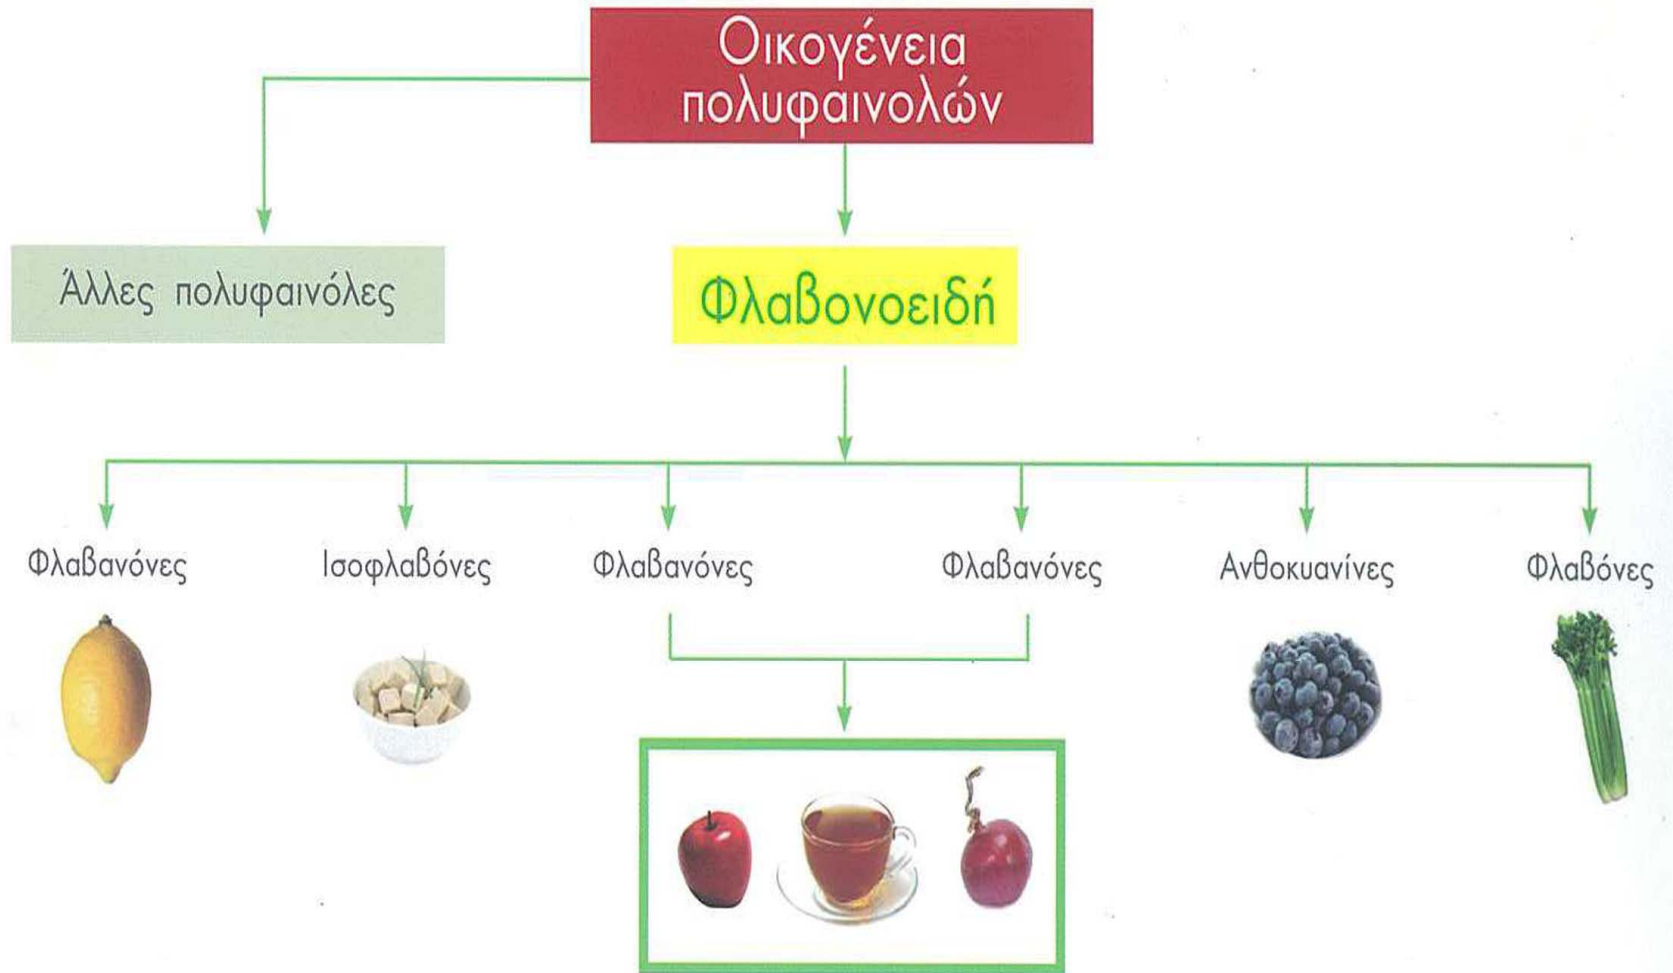 Οικογένεια
πολυφαινολών
Άλλες πολυφαινόλες
Φλαβονοειδή
Φλαβανόνες
Ισοφλαβόνες
Φλαβανόνες
Φλαβανόνες
Ανθοκυανίνες
Φλαβόνες